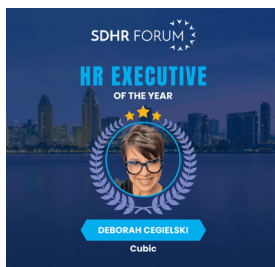 SDHR FORUM
HR EXECUTIVE
OF THE YEAR
DEBORAH CEGIELSKI
Cubic